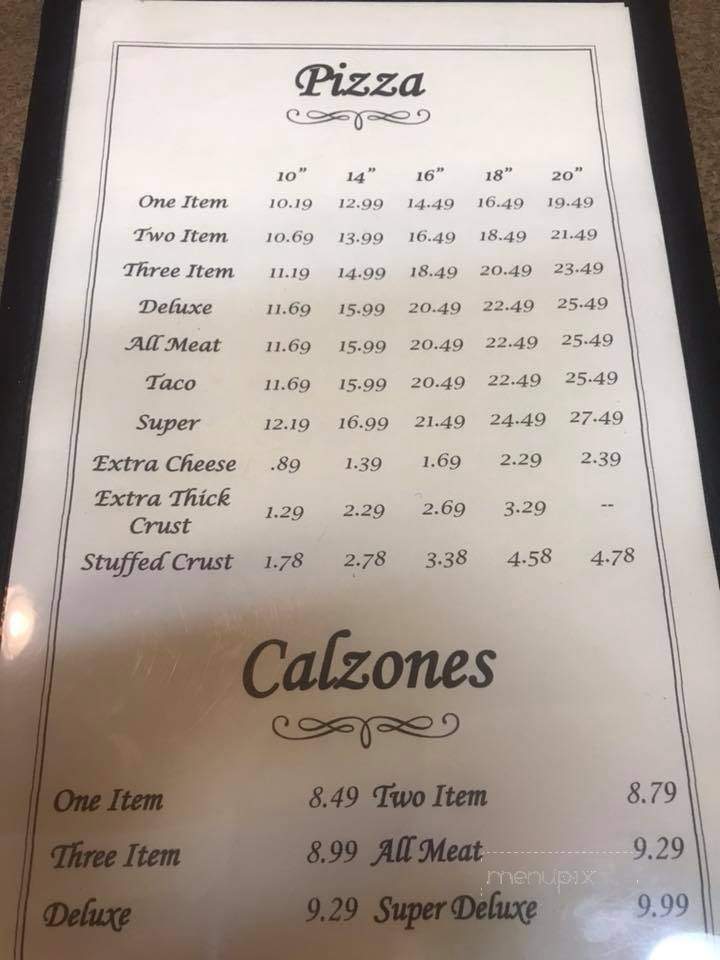 Pizza
10" 14" 16" 18" 20"
One Item 10.19 12.99 14.49 16.49 19.49
Two Item 10.69 13.99 16.49 18.49 21.49
Three Item 11.19 14.99 18.49 20.49 23.49
Deluxe 11.69 15.99 20.49 22.49 25.49
All Meat 11.69 15.99 20.49 22.49 25.49
Taco 11.69 15.99 20.49 22.49 25.49
Super 12.19 16.99 21.49 24.49 27.49
Extra Cheese .89 1.39 1.69 2.29 2.39
Extra Thick
Crust 1.29 2.29 2.69 3.29 --
Stuffed Crust 1.78 2.78 3.38 4.58 4.78
Calzones
One Item 8.49 Two Item 8.79
Three Item 8.99 All Meat 9.29
menupix
Deluxe 9.29 Super Deluxe 9.99